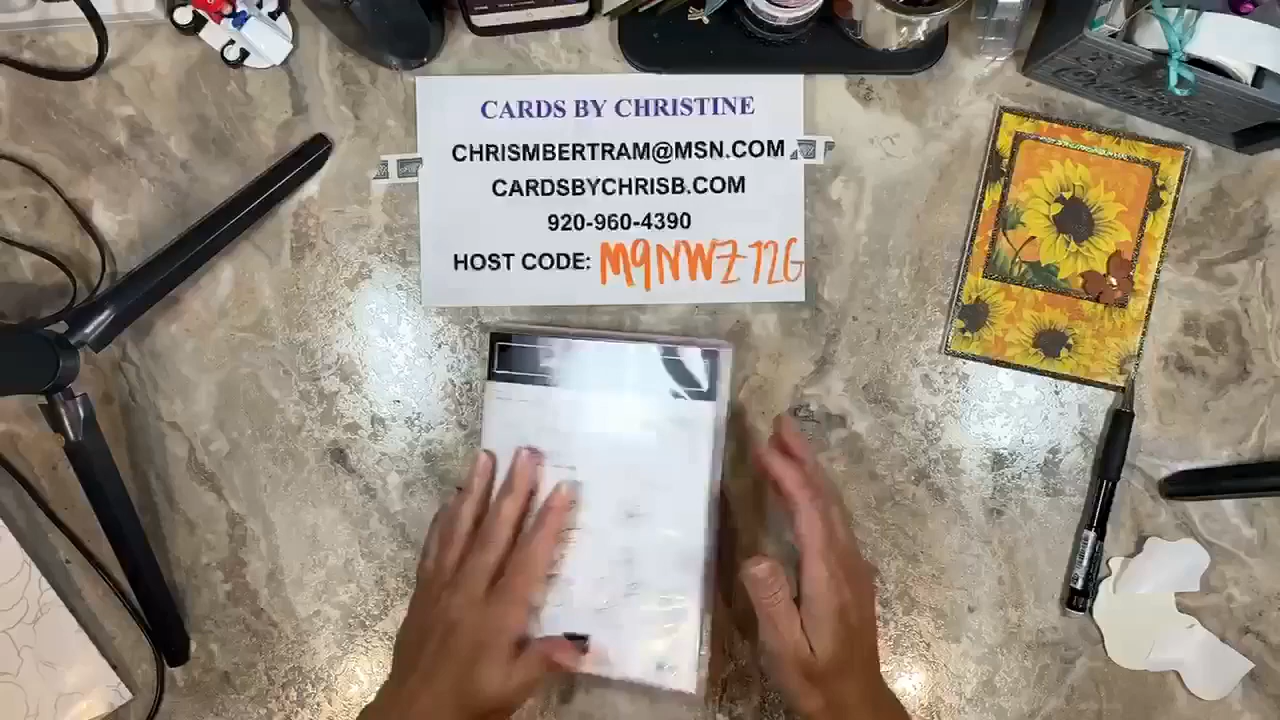 CARDS BY CHRISTINE
CHRISMBERTRAM@MSN.COM
CARDSBYCHRISB.COM
920-960-4390
HOST CODE: M9NWZ72G